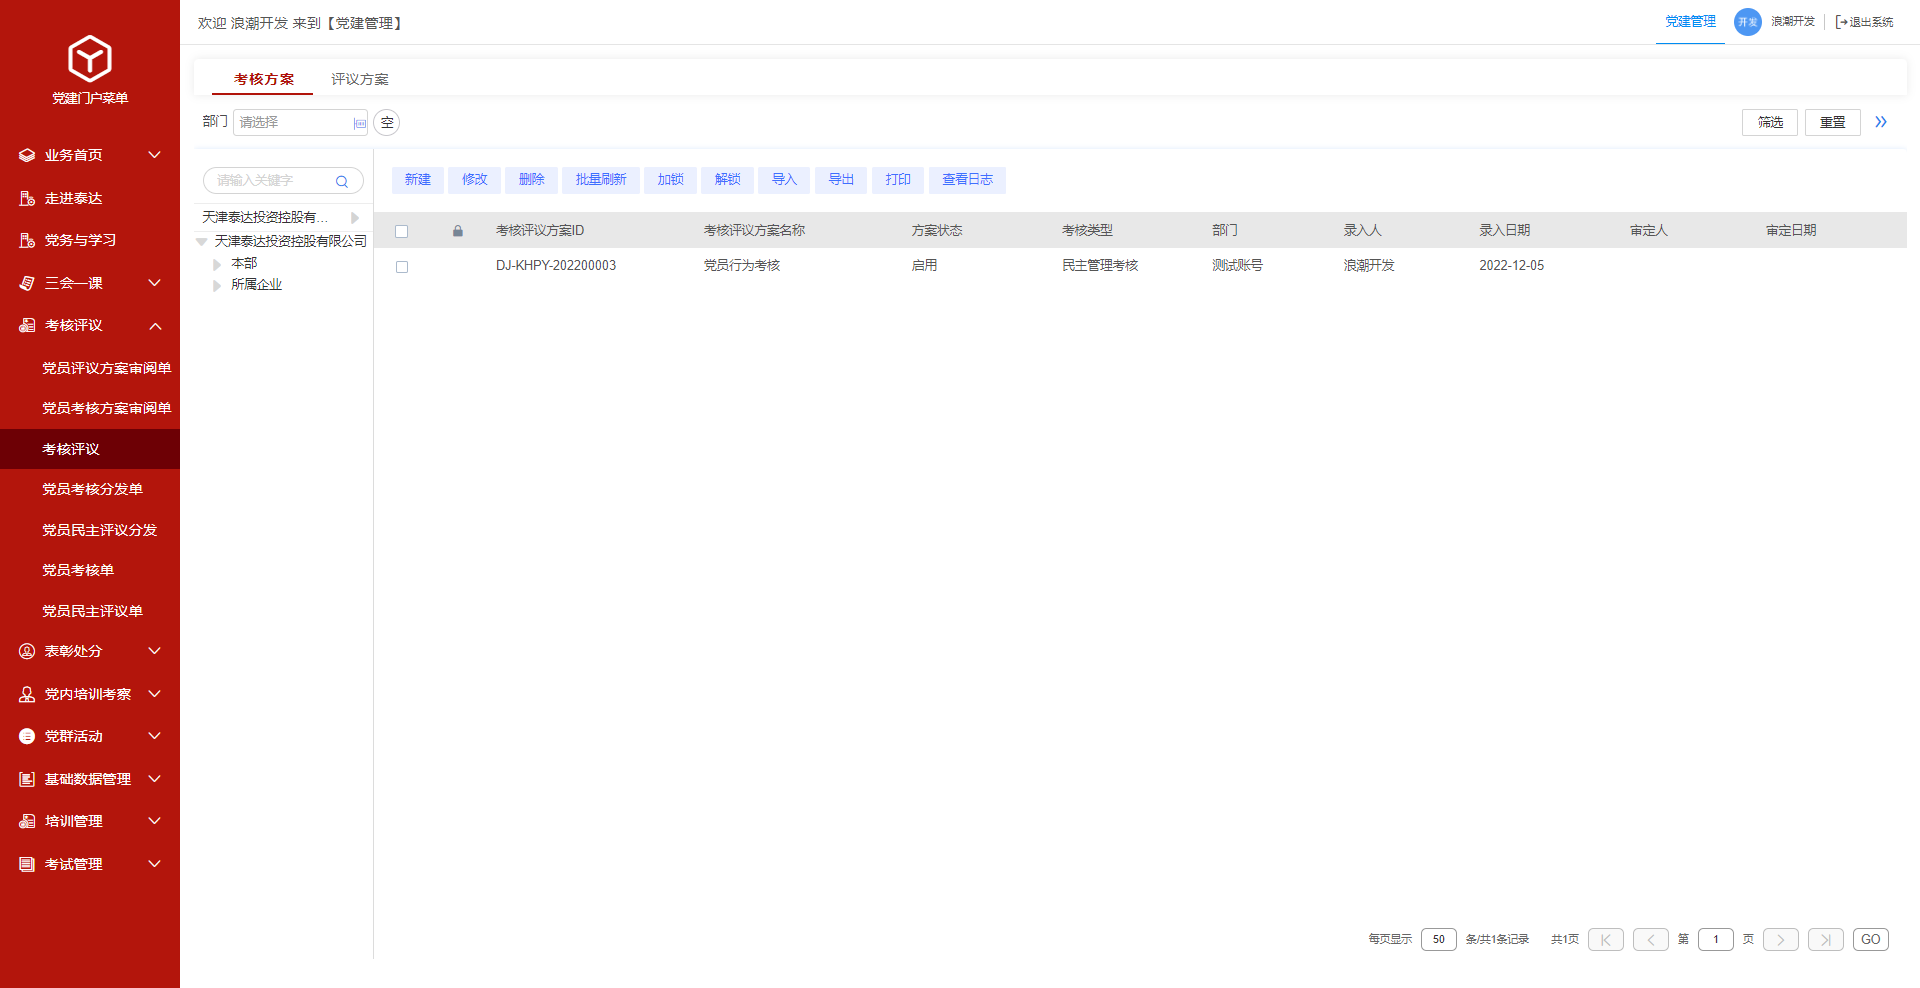 欢迎 浪潮开发 来到【党建管理】
党建管理
开发
浪潮开发
退出系统
党建门户菜单
业务首页
走进泰达
党务与学习
三会一课
考核评议
党员评议方案审阅单
党员考核方案审阅单
考核评议
党员考核分发单
党员民主评议分发
党员考核单
党员民主评议单
表彰处分
党内培训考察
党群活动
基础数据管理
培训管理
考试管理
考核方案 评议方案
部门 请选择 空
筛选 重置
请输入关键字
天津泰达投资控股有...
天津泰达投资控股有限公司
本部
所属企业
新建 修改 删除 批量刷新 加锁 解锁 导入 导出 打印 查看日志
考核评议方案ID 考核评议方案名称 方案状态 考核类型 部门 录入人 录入日期 审定人 审定日期
DJ-KHPY-202200003 党员行为考核 启用 民主管理考核 测试账号 浪潮开发 2022-12-05
每页显示 50 条/共1条记录 共1页 第 1 页 GO